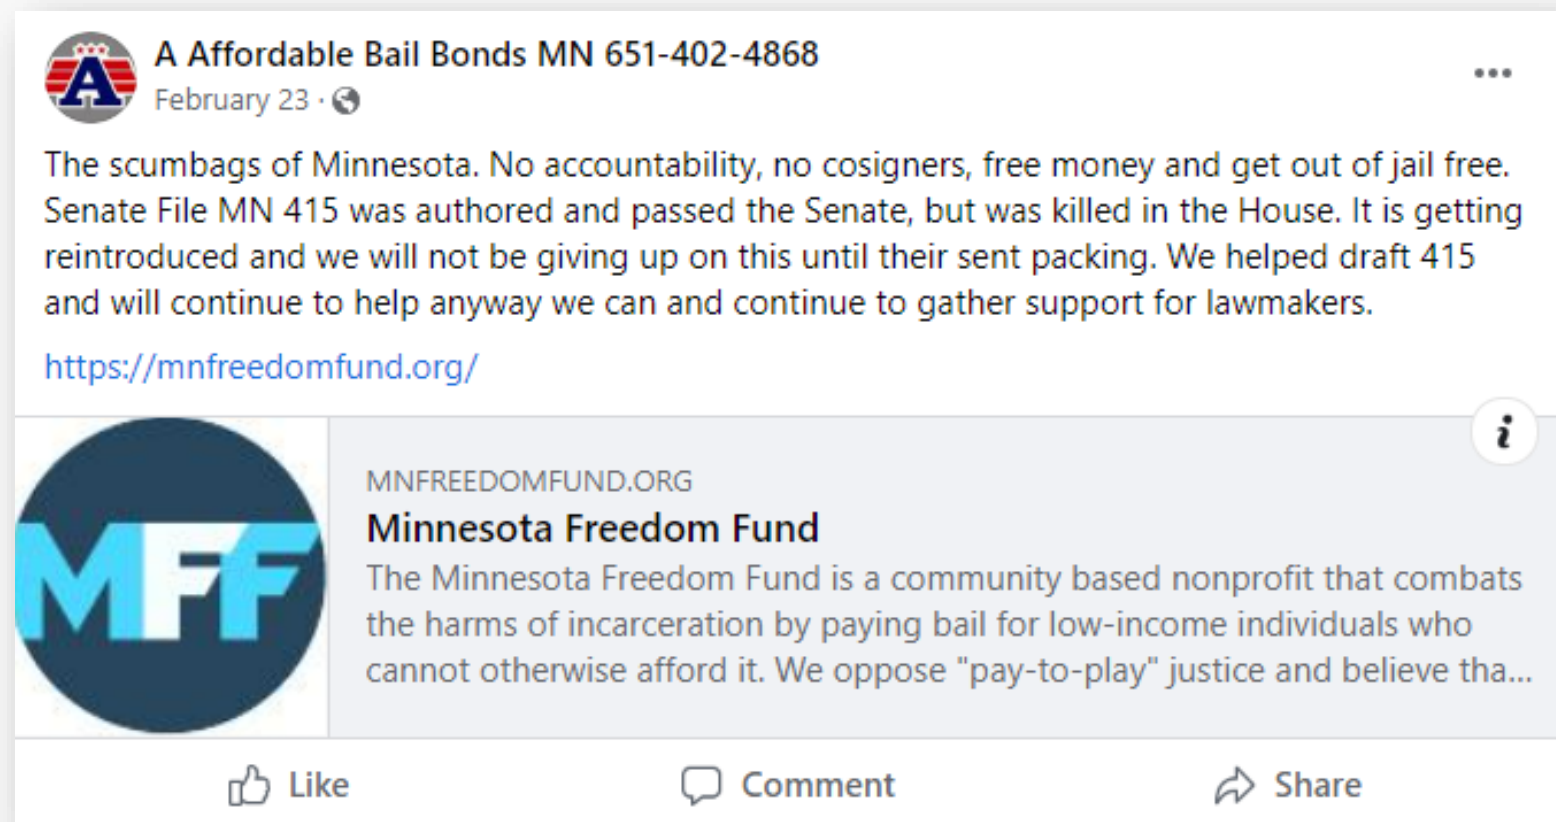 A Affordable Bail Bonds MN 651-402-4868
February 23 ·
The scumbags of Minnesota. No accountability, no cosigners, free money and get out of jail free.
Senate File MN 415 was authored and passed the Senate, but was killed in the House. It is getting
reintroduced and we will not be giving up on this until their sent packing. We helped draft 415
and will continue to help anyway we can and continue to gather support for lawmakers.
https://mnfreedomfund.org/
MFF
i
MNFREEDOMFUND.ORG
Minnesota Freedom Fund
The Minnesota Freedom Fund is a community based nonprofit that combats
the harms of incarceration by paying bail for low-income individuals who
cannot otherwise afford it. We oppose "pay-to-play" justice and believe tha...
Like Comment Share